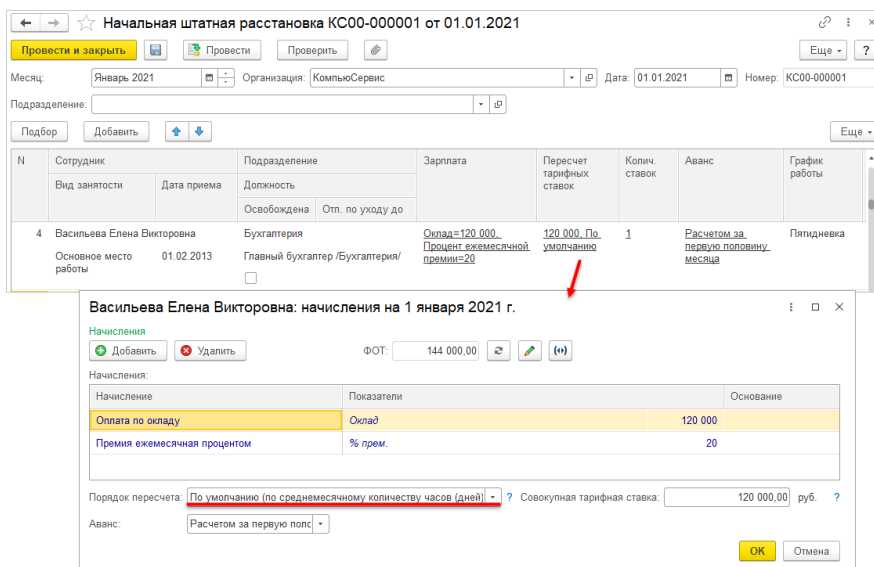 Начальная штатная расстановка КС00-000001 от 01.01.2021
Провести и закрыть Провести Проверить Еще ?
Месяц: Январь 2021 Организация: КомпьюСервис Дата: 01.01.2021 Номер: КС00-000001
Подразделение:
Подбор Добавить Еще
N Сотрудник Подразделение Зарплата Пересчет Колич. Аванс График
тарифных ставок работы
Вид занятости Дата приема Должность ставок
Освобождена Отп. по уходу до
4 Васильева Елена Викторовна Бухгалтерия Оклад=120 000, 120 000, По 1 Расчетом за Пятидневка
Процент ежемесячной умолчанию первую половину
Основное место 01.02.2013 Главный бухгалтер /Бухгалтерия/ премии=20 месяца
работы
Васильева Елена Викторовна: начисления на 1 января 2021 г.
Начисления
Добавить Удалить ФОТ: 144 000,00
Начисления:
Начисление Показатели Основание
Оплата по окладу Оклад 120 000
Премия ежемесячная процентом % прем. 20
Порядок пересчета: По умолчанию (по среднемесячному количеству часов (дней) ? Совокупная тарифная ставка: 120 000,00 руб. ?
Аванс: Расчетом за первую полс
ОК Отмена